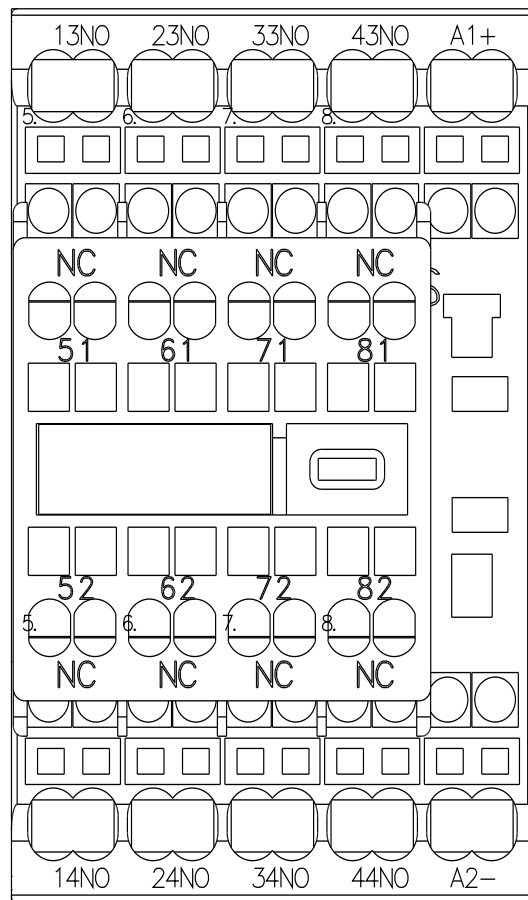 13NO 23NO 33NO 43NO A1+
5. 6. 7. 8.
NC NC NC NC
51 61 71 81
52 62 72 82
5. 6. 7. 8.
NC NC NC NC
14NO 24NO 34NO 44NO A2-